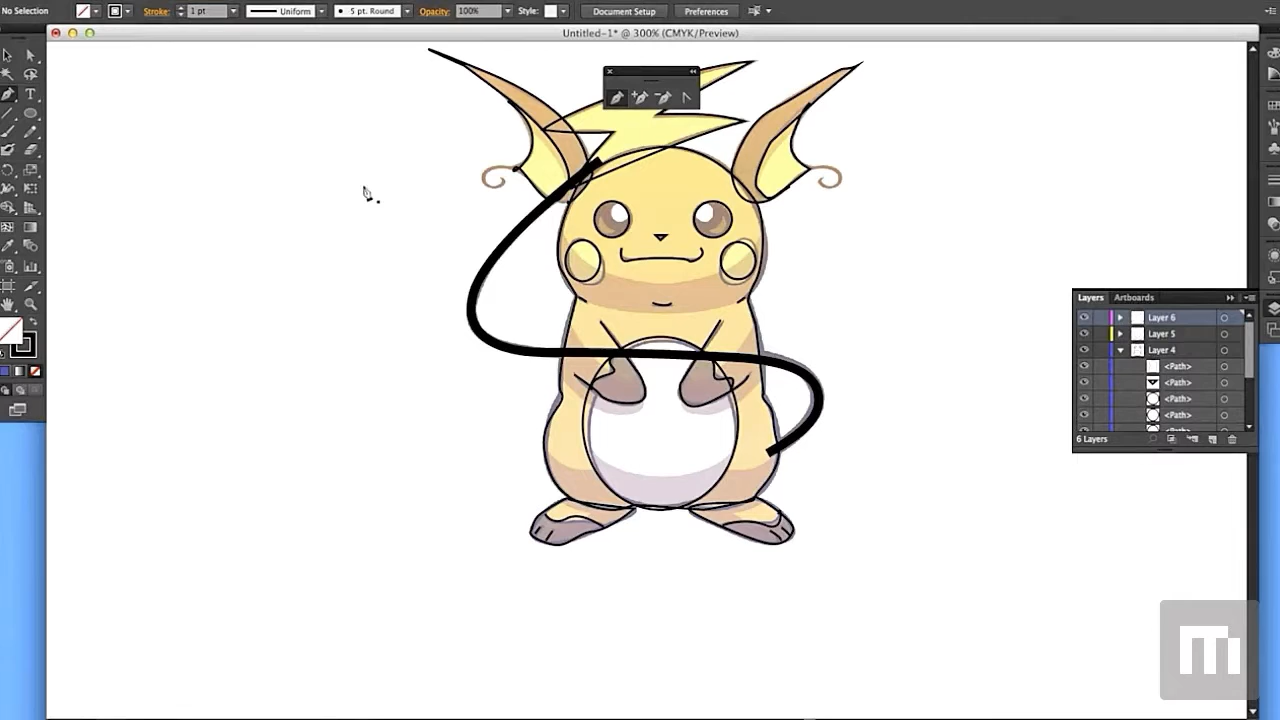 No Selection Stroke: 1 pt Uniform 5 pt. Round Opacity: 100% Style: Document Setup Preferences
Untitled-1* @ 300% (CMYK/Preview)
Layers Artboards
Layer 6
Layer 5
Layer 4
<Path>
<Path>
<Path>
<Path>
6 Layers
m